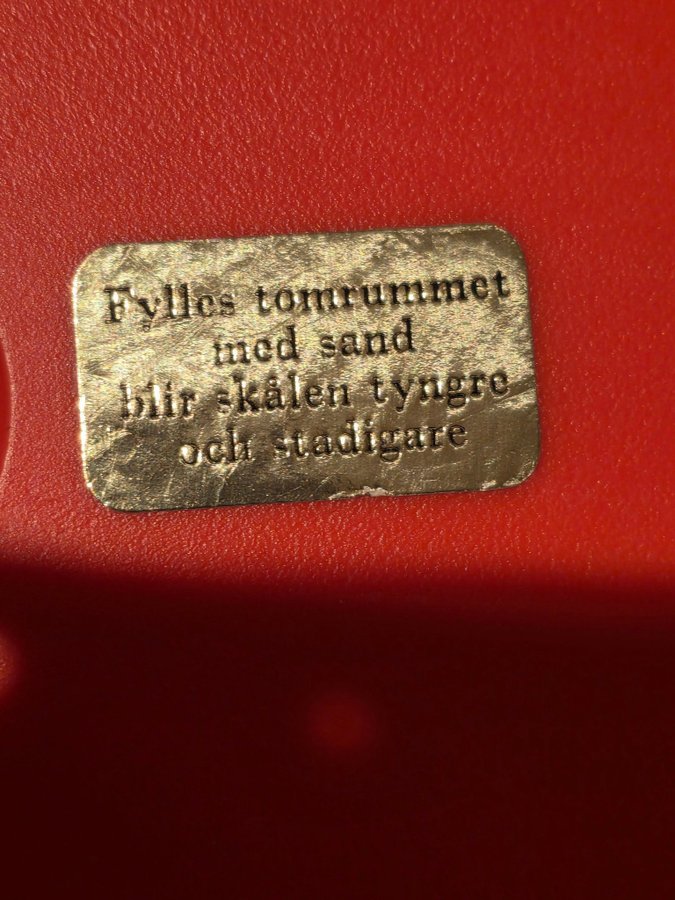 Fylles tomrummet
med sand
blir skålen tyngre
och stadigare